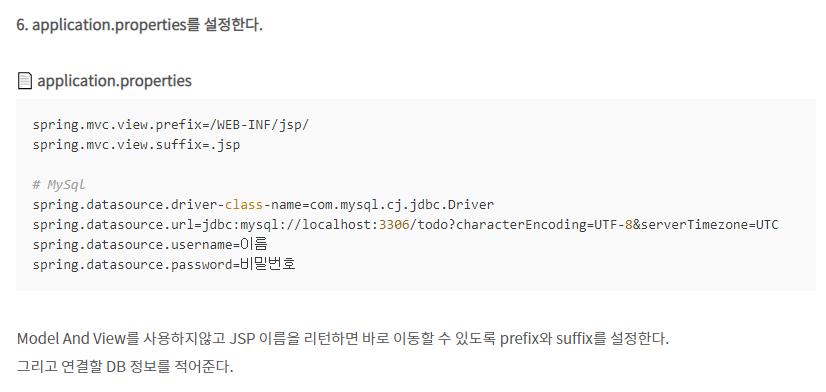 6. application.properties를 설정한다.
application.properties
spring.mvc.view.prefix=/WEB-INF/jsp/
spring.mvc.view.suffix=.jsp
# MySql
spring.datasource.driver-class-name=com.mysql.cj.jdbc.Driver
spring.datasource.url=jdbc:mysql://localhost:3306/todo?characterEncoding=UTF-8&serverTimezone=UTC
spring.datasource.username=이름
spring.datasource.password=비밀번호
Model And View를 사용하지않고 JSP 이름을 리턴하면 바로 이동할 수 있도록 prefix와 suffix를 설정한다.
그리고 연결할 DB 정보를 적어준다.